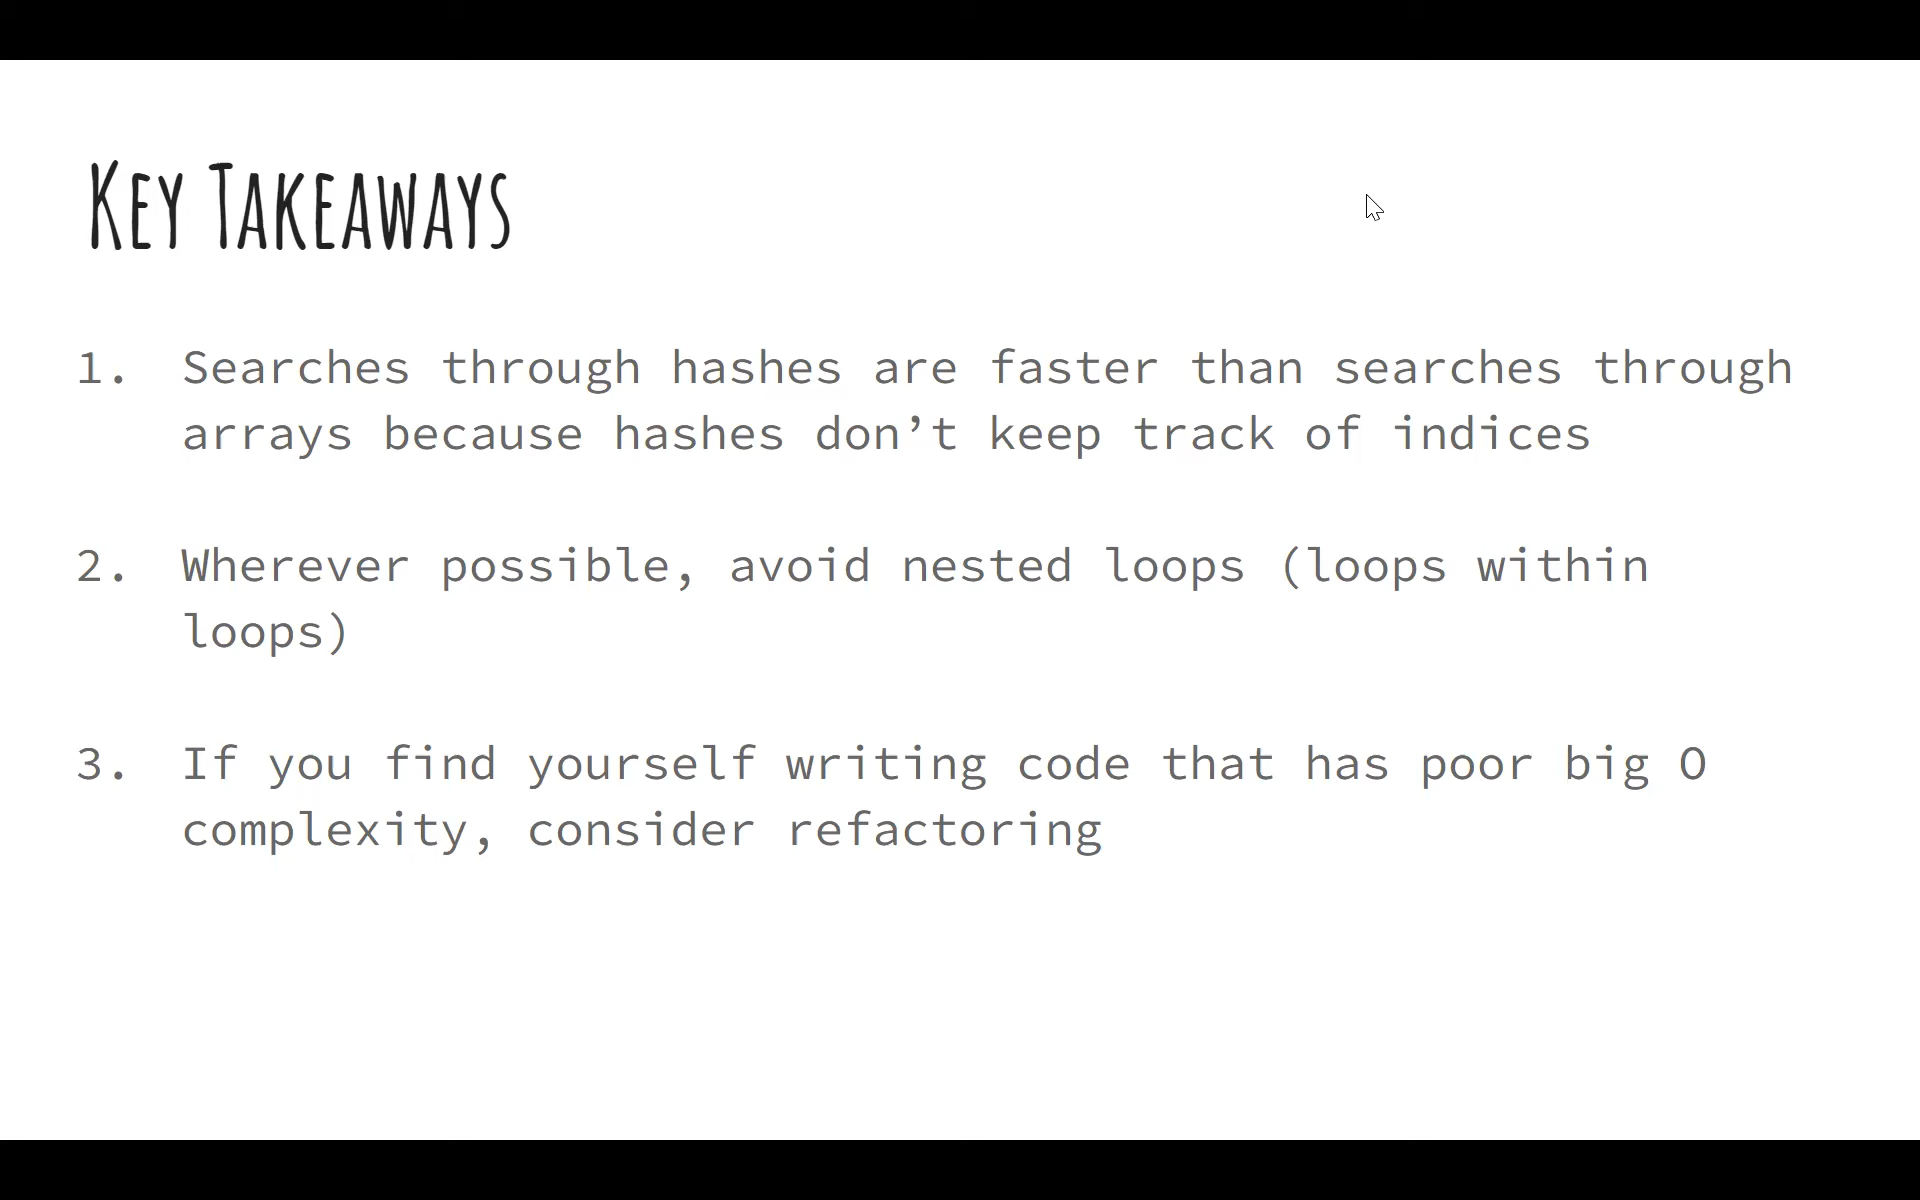 Key Takeaways
1. Searches through hashes are faster than searches through
arrays because hashes don’t keep track of indices
2. Wherever possible, avoid nested loops (loops within
loops)
3. If you find yourself writing code that has poor big O
complexity, consider refactoring